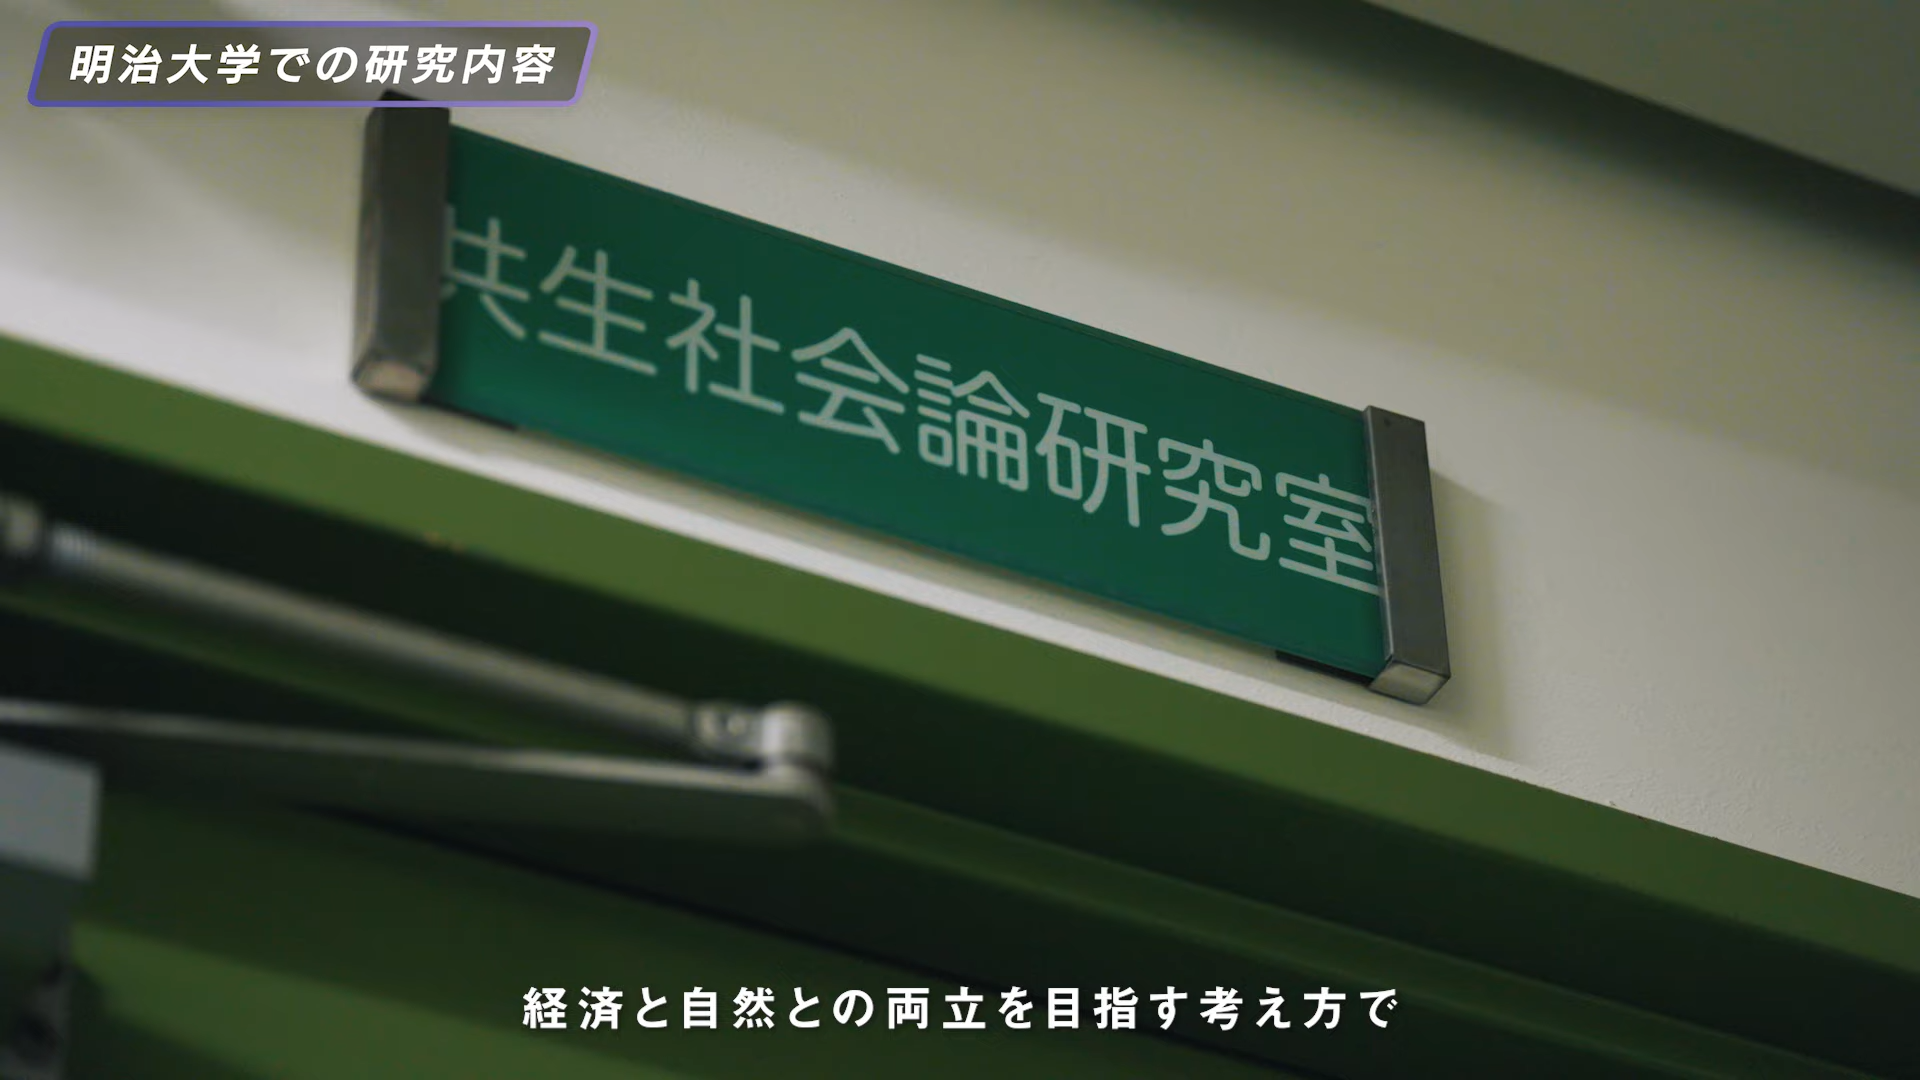 明治大学での研究内容
共生社会論研究室
経済と自然との両立を目指す考え方で